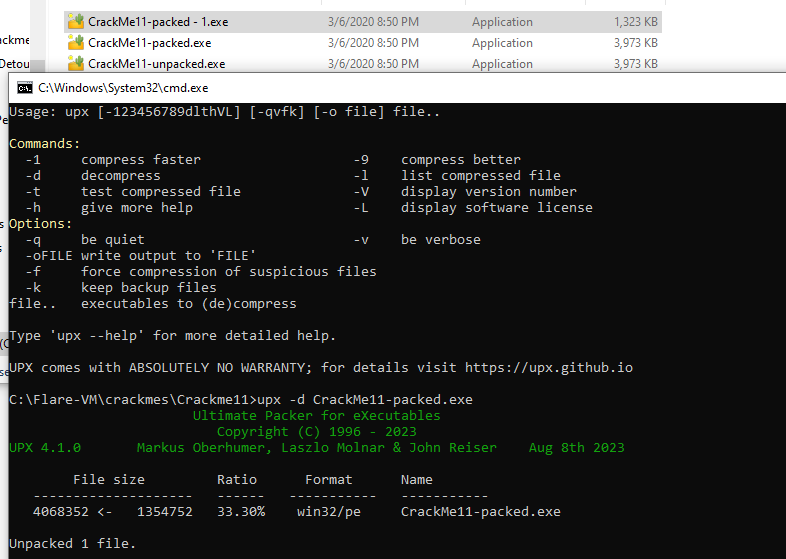 CrackMe11-packed - 1.exe 3/6/2020 8:50 PM Application 1,323 KB
ackme CrackMe11-packed.exe 3/6/2020 8:50 PM Application 3,973 KB
Detou CrackMe11-unpacked.exe 3/6/2020 8:50 PM Application 3,973 KB
C:\Windows\System32\cmd.exe
Usage: upx [-123456789dlthVL] [-qvfk] [-o file] file..
Commands:
-1 compress faster -9 compress better
-d decompress -l list compressed file
-t test compressed file -V display version number
-h give more help -L display software license
Options:
-q be quiet -v be verbose
-oFILE write output to 'FILE'
-f force compression of suspicious files
-k keep backup files
file.. executables to (de)compress
Type 'upx --help' for more detailed help.
UPX comes with ABSOLUTELY NO WARRANTY; for details visit https://upx.github.io
C:\Flare-VM\crackmes\Crackme11>upx -d CrackMe11-packed.exe
Ultimate Packer for eXecutables
Copyright (C) 1996 - 2023
UPX 4.1.0 Markus Oberhumer, Laszlo Molnar & John Reiser Aug 8th 2023
File size Ratio Format Name
-------------------- ------ ----------- -----------
4068352 <- 1354752 33.30% win32/pe CrackMe11-packed.exe
Unpacked 1 file.